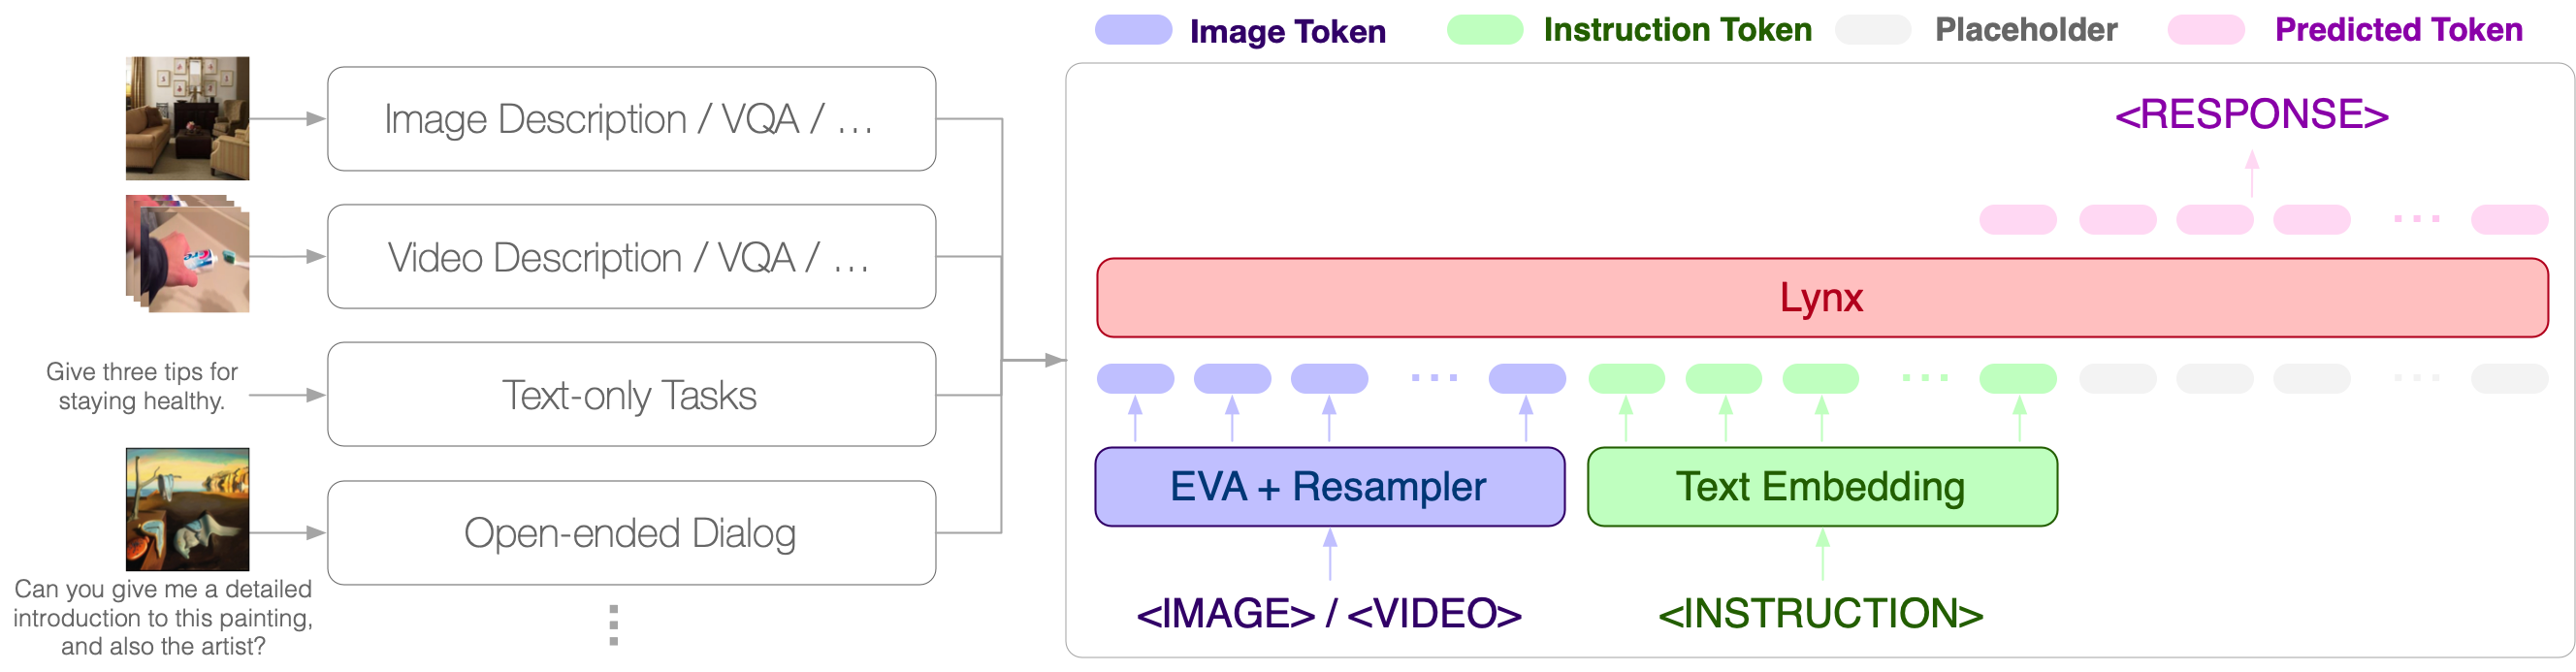 Image Token
Instruction Token
Placeholder
Predicted Token
Image Description / VQA / …
Video Description / VQA / …
Give three tips for
staying healthy.
Text-only Tasks
Open-ended Dialog
Can you give me a detailed
introduction to this painting,
and also the artist?
<RESPONSE>
Lynx
EVA + Resampler
Text Embedding
<IMAGE> / <VIDEO>
<INSTRUCTION>